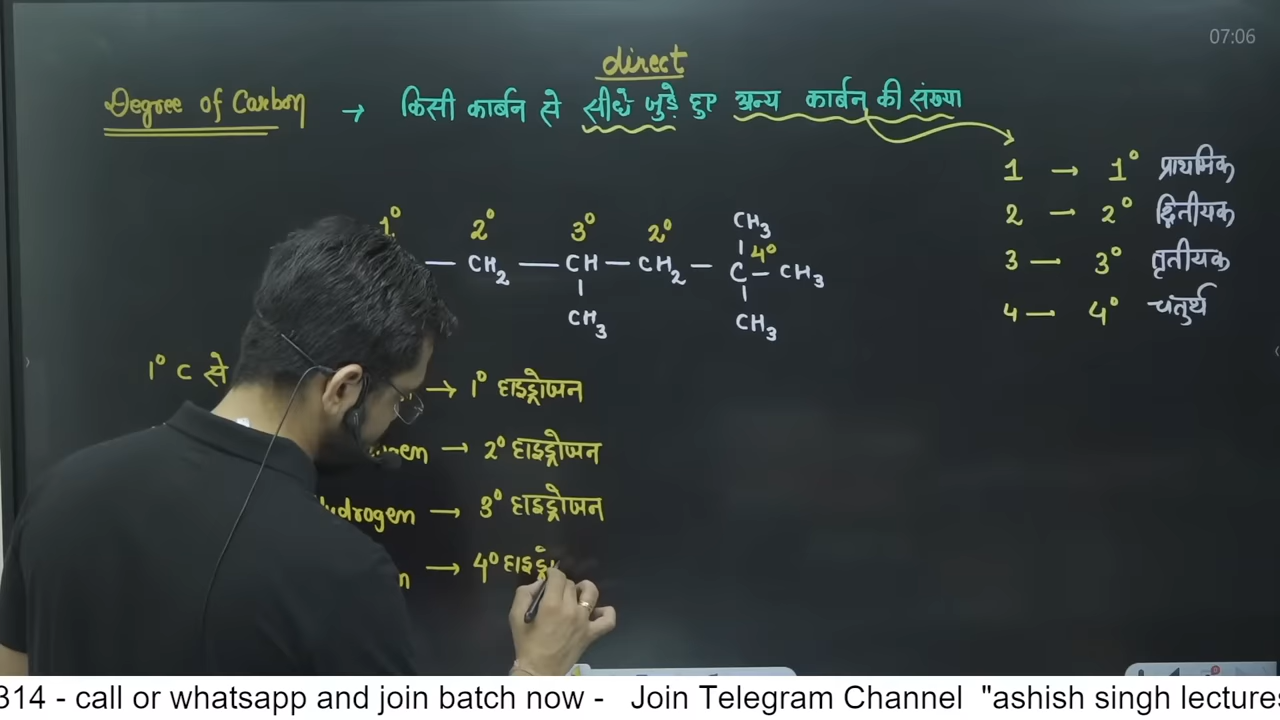 07:06
direct
Degree of Carbon → किसी कार्बन से सीधे जुड़े हुए अन्य कार्बन की संख्या
1 → 1° प्राथमिक
2 → 2° द्वितीयक
3 → 3° तृतीयक
4 → 4° चतुर्थ
1° 2° 3° 2° CH₃
— CH₂ — CH — CH₂ — C 4° — CH₃
CH₃ CH₃
1° C से → 1° हाइड्रोजन
→ 2° हाइड्रोजन
Hydrogen → 3° हाइड्रोजन
→ 4° हाइड्रो
314 - call or whatsapp and join batch now - Join Telegram Channel "ashish singh lectures